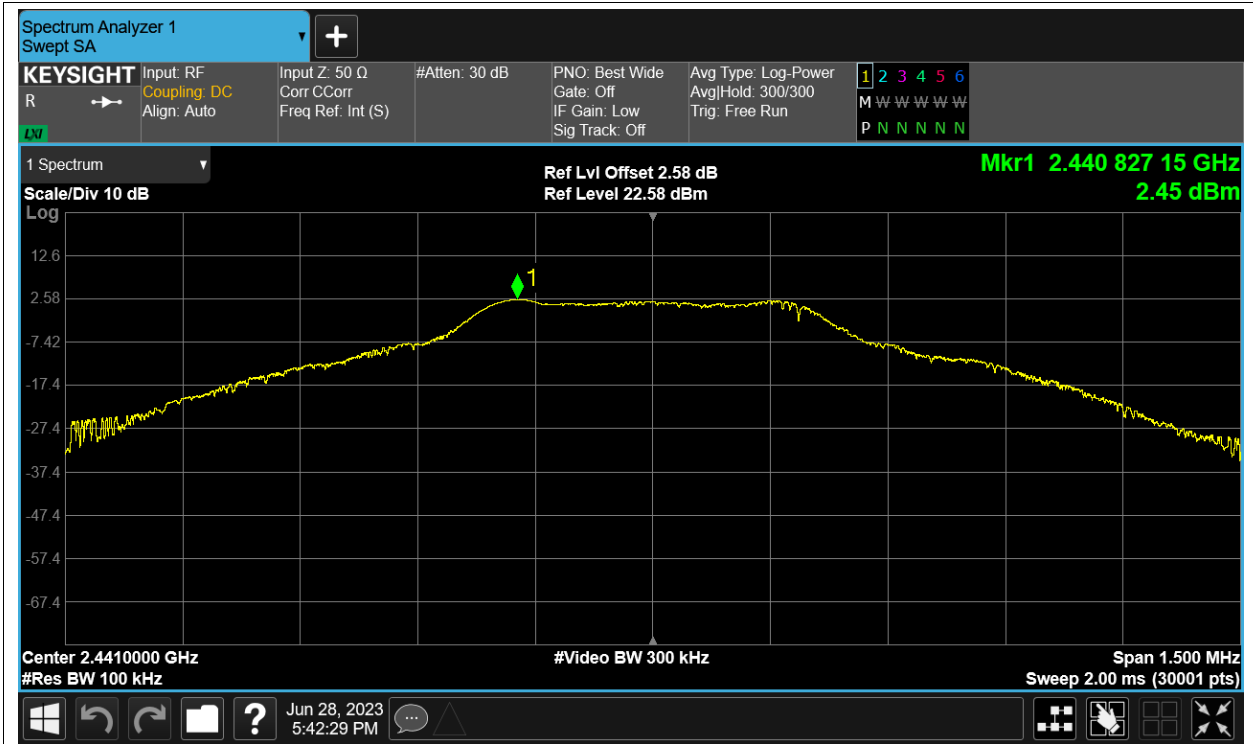 Spectrum Analyzer 1
Swept SA
KEYSIGHT
R
LXI
Input: RF
Coupling: DC
Align: Auto
Input Z: 50 Ω
Corr CCorr
Freq Ref: Int (S)
#Atten: 30 dB
PNO: Best Wide
Gate: Off
IF Gain: Low
Sig Track: Off
Avg Type: Log-Power
Avg|Hold: 300/300
Trig: Free Run
1 2 3 4 5 6
M W W W W W
P N N N N N
1 Spectrum
Scale/Div 10 dB
Log
Ref Lvl Offset 2.58 dB
Ref Level 22.58 dBm
Mkr1 2.440 827 15 GHz
2.45 dBm
12.6
2.58
-7.42
-17.4
-27.4
-37.4
-47.4
-57.4
-67.4
1
Center 2.4410000 GHz
#Res BW 100 kHz
#Video BW 300 kHz
Span 1.500 MHz
Sweep 2.00 ms (30001 pts)
?
Jun 28, 2023
5:42:29 PM